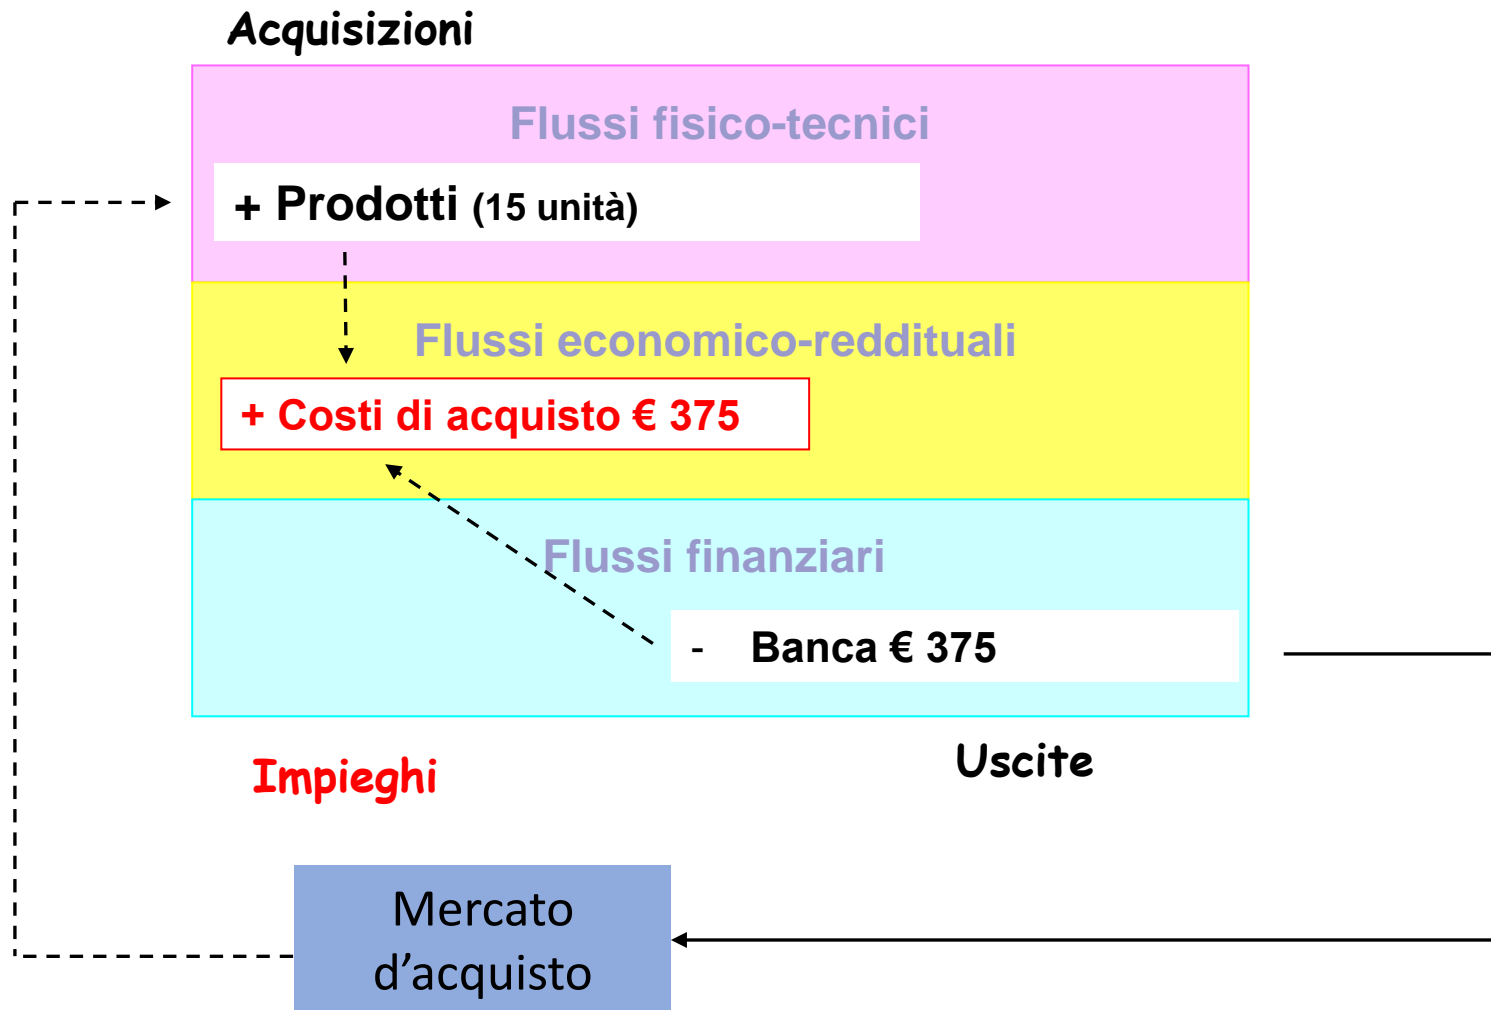 Acquisizioni
Flussi fisico-tecnici
+ Prodotti (15 unità)
Flussi economico-reddituali
+ Costi di acquisto € 375
Flussi finanziari
- Banca € 375
Uscite
Impieghi
Mercato
d’acquisto